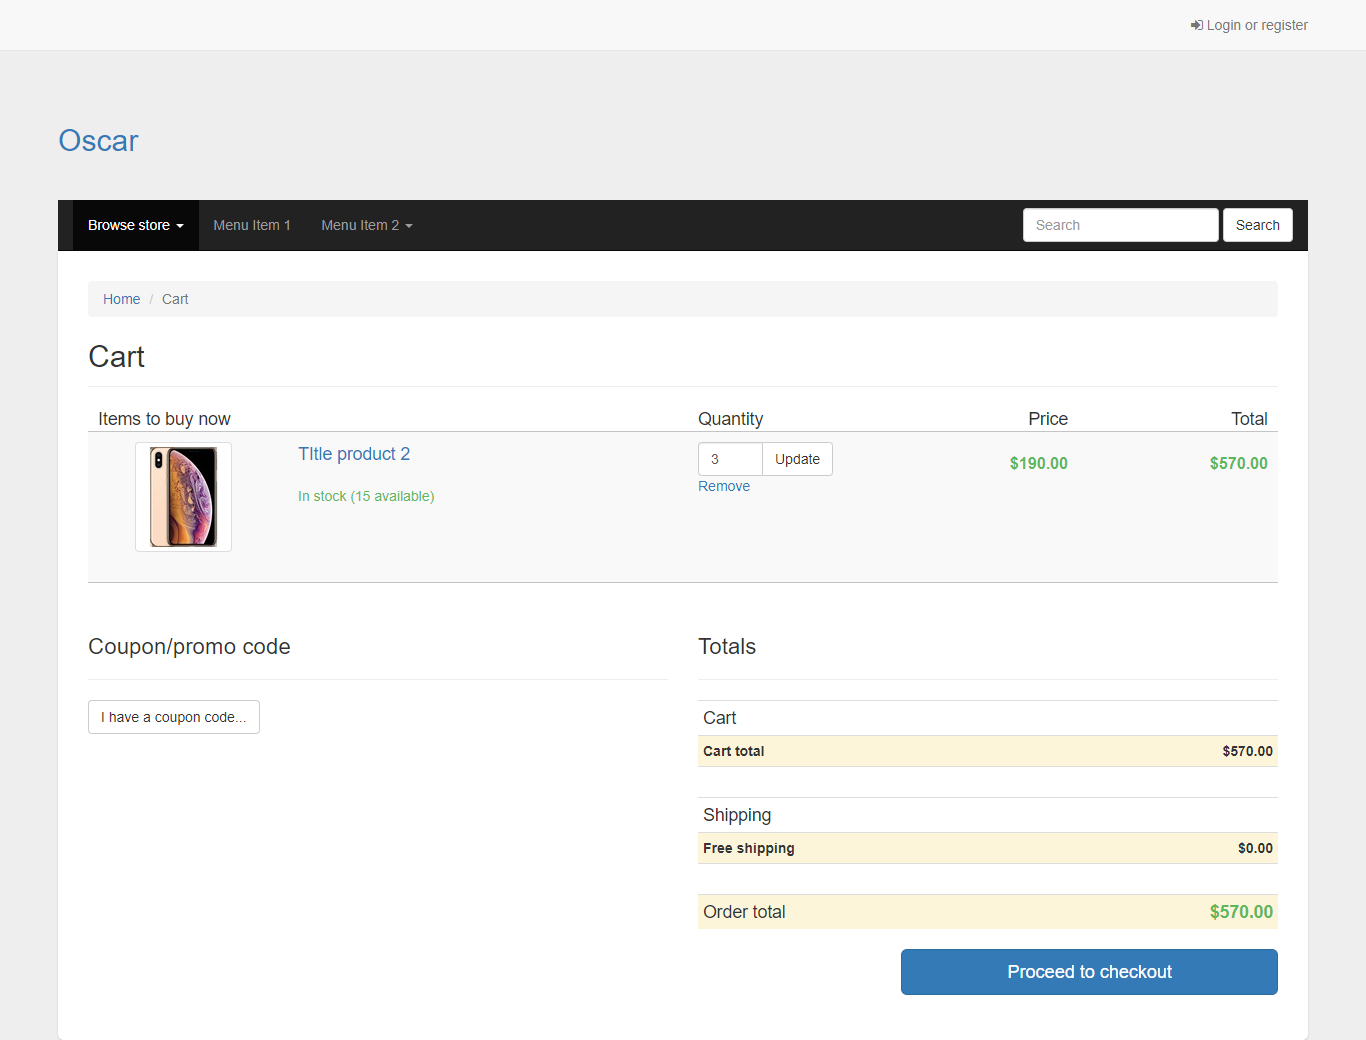 Login or register
Oscar
Browse store Menu Item 1 Menu Item 2 Search Search
Home / Cart
Cart
Items to buy now Quantity Price Total
TItle product 2 3 Update $190.00 $570.00
In stock (15 available) Remove
Coupon/promo code Totals
I have a coupon code... Cart
Cart total $570.00
Shipping
Free shipping $0.00
Order total $570.00
Proceed to checkout